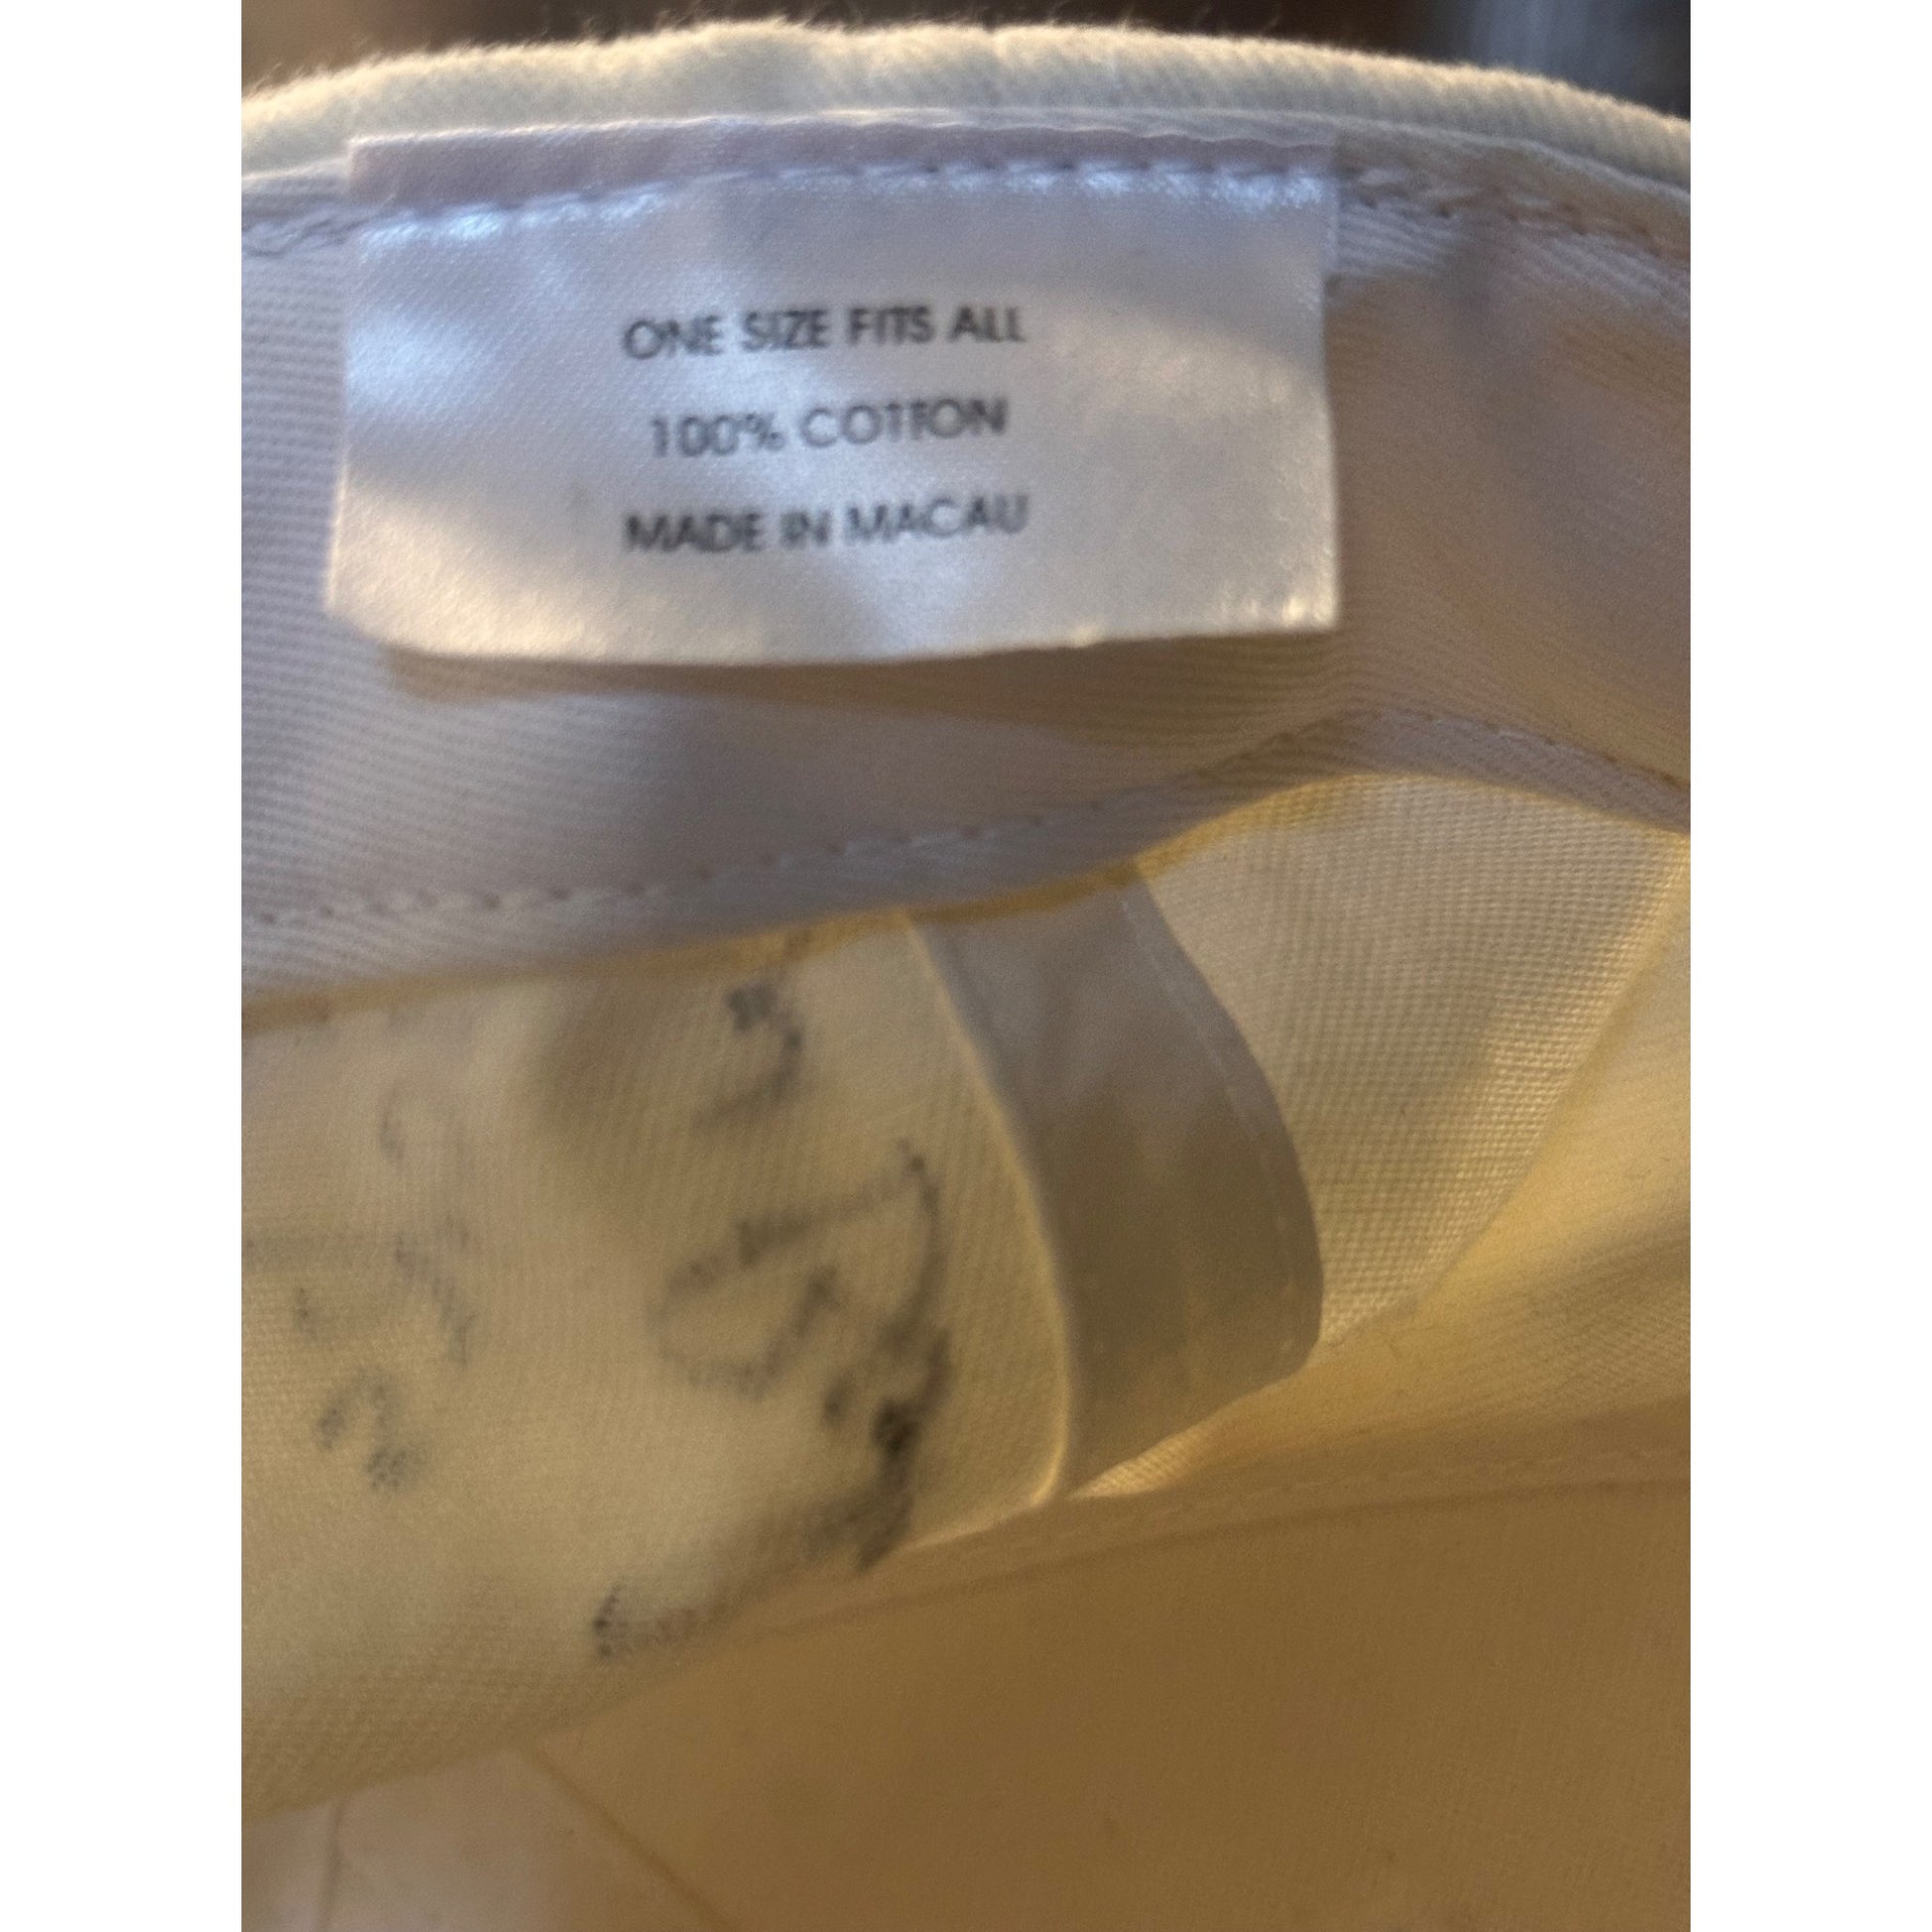 ONE SIZE FITS ALL
100% COTTON
MADE IN MACAU